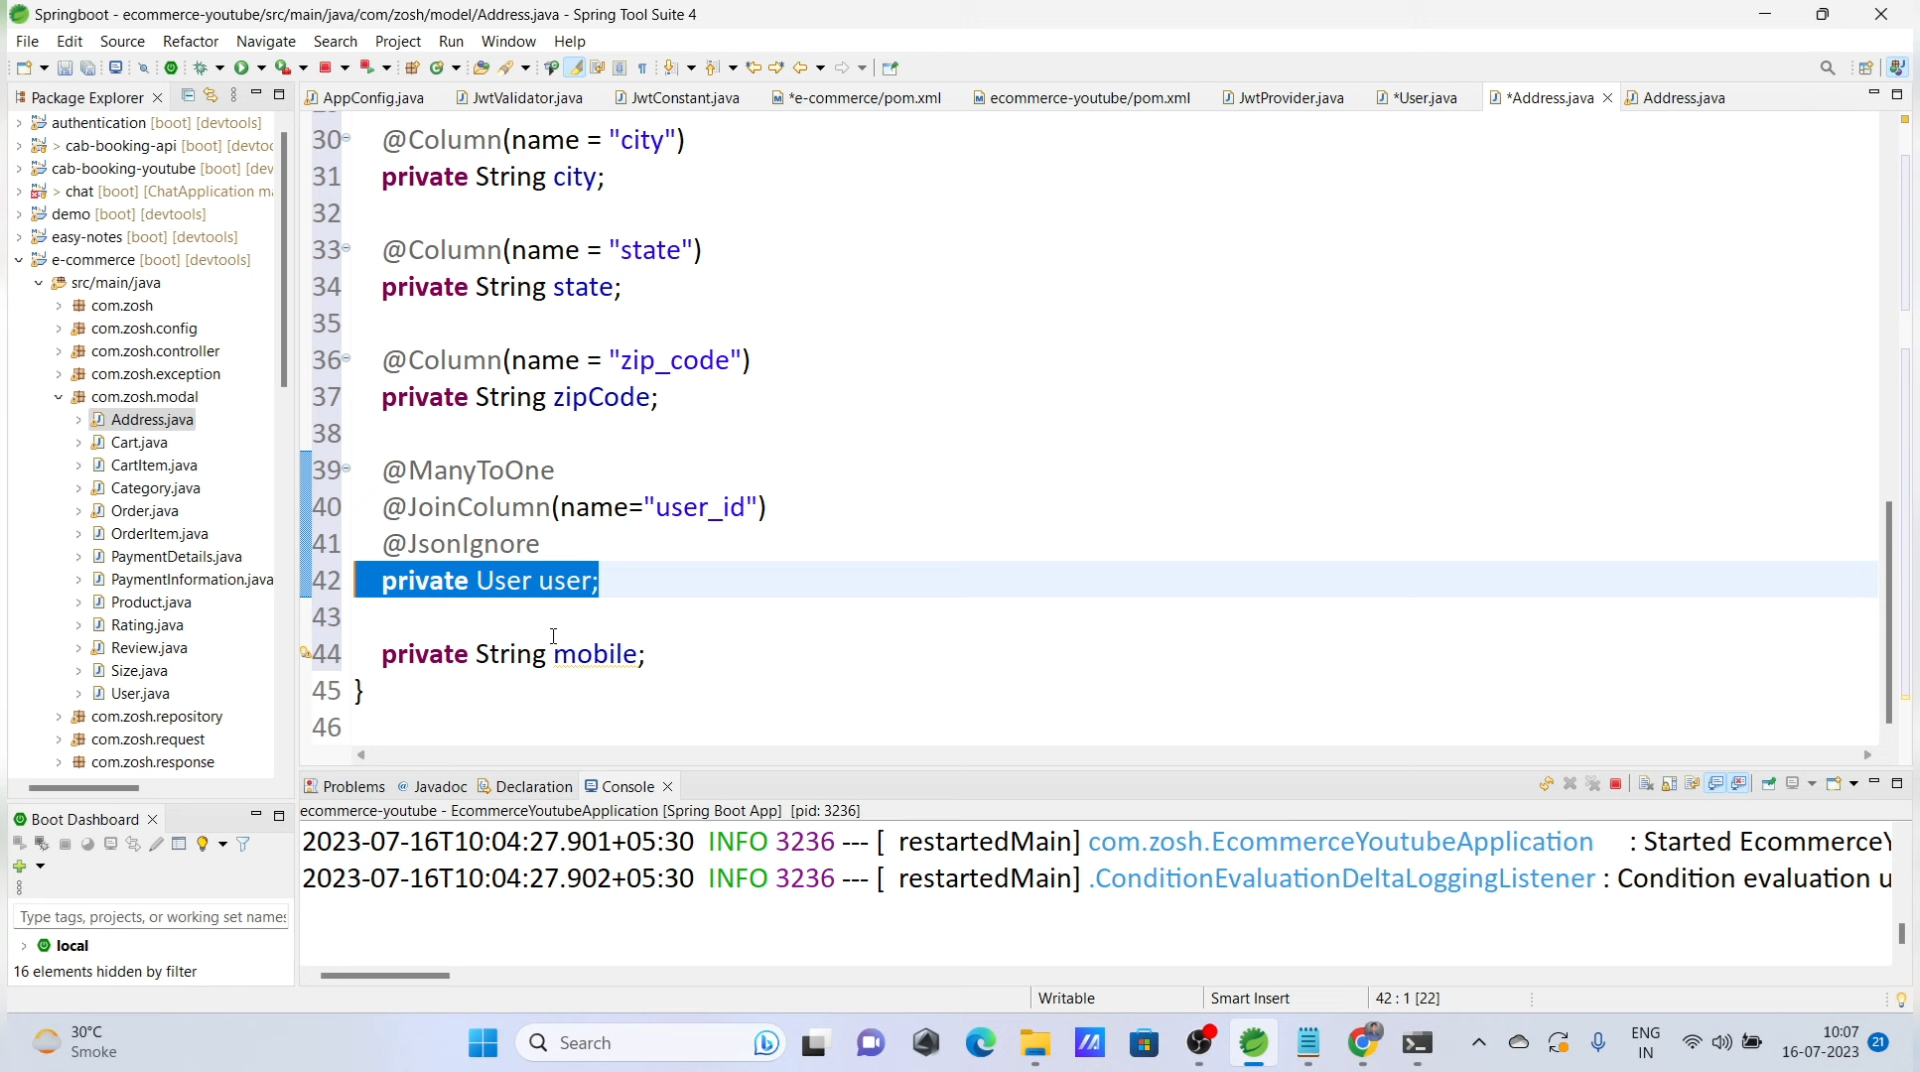 Springboot - ecommerce-youtube/src/main/java/com/zosh/model/Address.java - Spring Tool Suite 4
File Edit Source Refactor Navigate Search Project Run Window Help
Package Explorer
AppConfig.java JwtValidator.java JwtConstant.java *e-commerce/pom.xml ecommerce-youtube/pom.xml JwtProvider.java *User.java *Address.java Address.java
authentication [boot] [devtools]
> cab-booking-api [boot] [devtoo
cab-booking-youtube [boot] [dev
> chat [boot] [ChatApplication ma
demo [boot] [devtools]
easy-notes [boot] [devtools]
e-commerce [boot] [devtools]
src/main/java
com.zosh
com.zosh.config
com.zosh.controller
com.zosh.exception
com.zosh.modal
Address.java
Cart.java
CartItem.java
Category.java
Order.java
OrderItem.java
PaymentDetails.java
PaymentInformation.java
Product.java
Rating.java
Review.java
Size.java
User.java
com.zosh.repository
com.zosh.request
com.zosh.response
30 @Column(name = "city")
31 private String city;
32
33 @Column(name = "state")
34 private String state;
35
36 @Column(name = "zip_code")
37 private String zipCode;
38
39 @ManyToOne
40 @JoinColumn(name="user_id")
41 @JsonIgnore
42 private User user;
43
44 private String mobile;
45 }
46
Problems Javadoc Declaration Console
ecommerce-youtube - EcommerceYoutubeApplication [Spring Boot App] [pid: 3236]
2023-07-16T10:04:27.901+05:30 INFO 3236 --- [ restartedMain] com.zosh.EcommerceYoutubeApplication : Started EcommerceY
2023-07-16T10:04:27.902+05:30 INFO 3236 --- [ restartedMain] .ConditionEvaluationDeltaLoggingListener : Condition evaluation u
Boot Dashboard
Type tags, projects, or working set names
local
16 elements hidden by filter
Writable Smart Insert 42 : 1 [22]
30°C
Smoke
Search
ENG
IN
10:07
16-07-2023
21